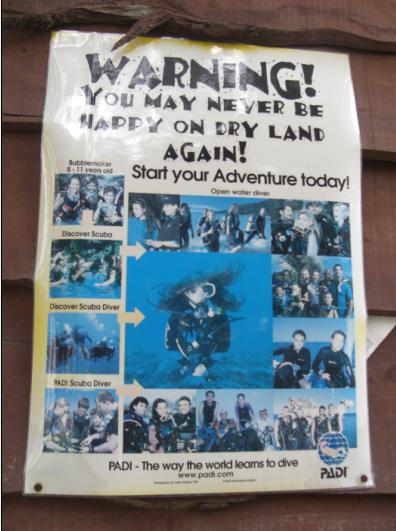 WARNING!
YOU MAY NEVER BE
HAPPY ON DRY LAND
AGAIN!
Start your Adventure today!
Bubblemaker
8 - 11 years old
Open water diver
Discover Scuba
Discover Scuba Diver
PADI Scuba Diver
PADI - The way the world learns to dive
www.padi.com
PADI